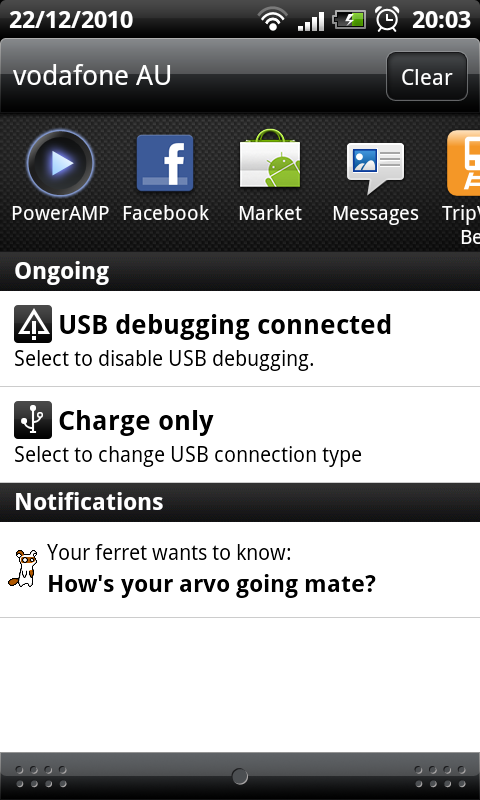 22/12/2010 20:03
vodafone AU Clear
PowerAMP Facebook Market Messages TripV
Be
Ongoing
USB debugging connected
Select to disable USB debugging.
Charge only
Select to change USB connection type
Notifications
Your ferret wants to know:
How's your arvo going mate?